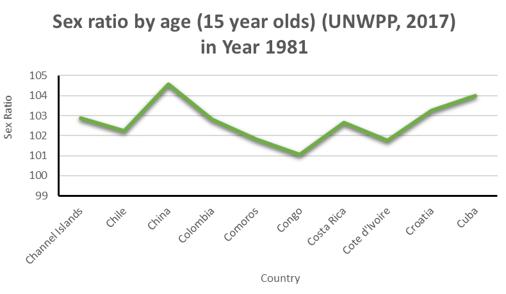 Sex ratio by age (15 year olds) (UNWPP, 2017)
in Year 1981
Sex Ratio
105
104
103
102
101
100
99
Channel Islands
Chile
China
Colombia
Comoros
Congo
Costa Rica
Cote d'Ivoire
Croatia
Cuba
Country